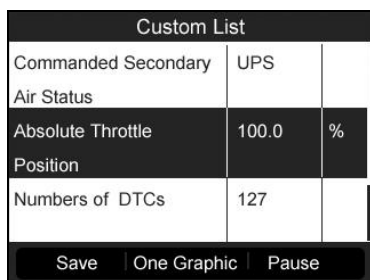 Custom List
Commanded Secondary UPS
Air Status
Absolute Throttle 100.0 %
Position
Numbers of DTCs 127
Save One Graphic Pause